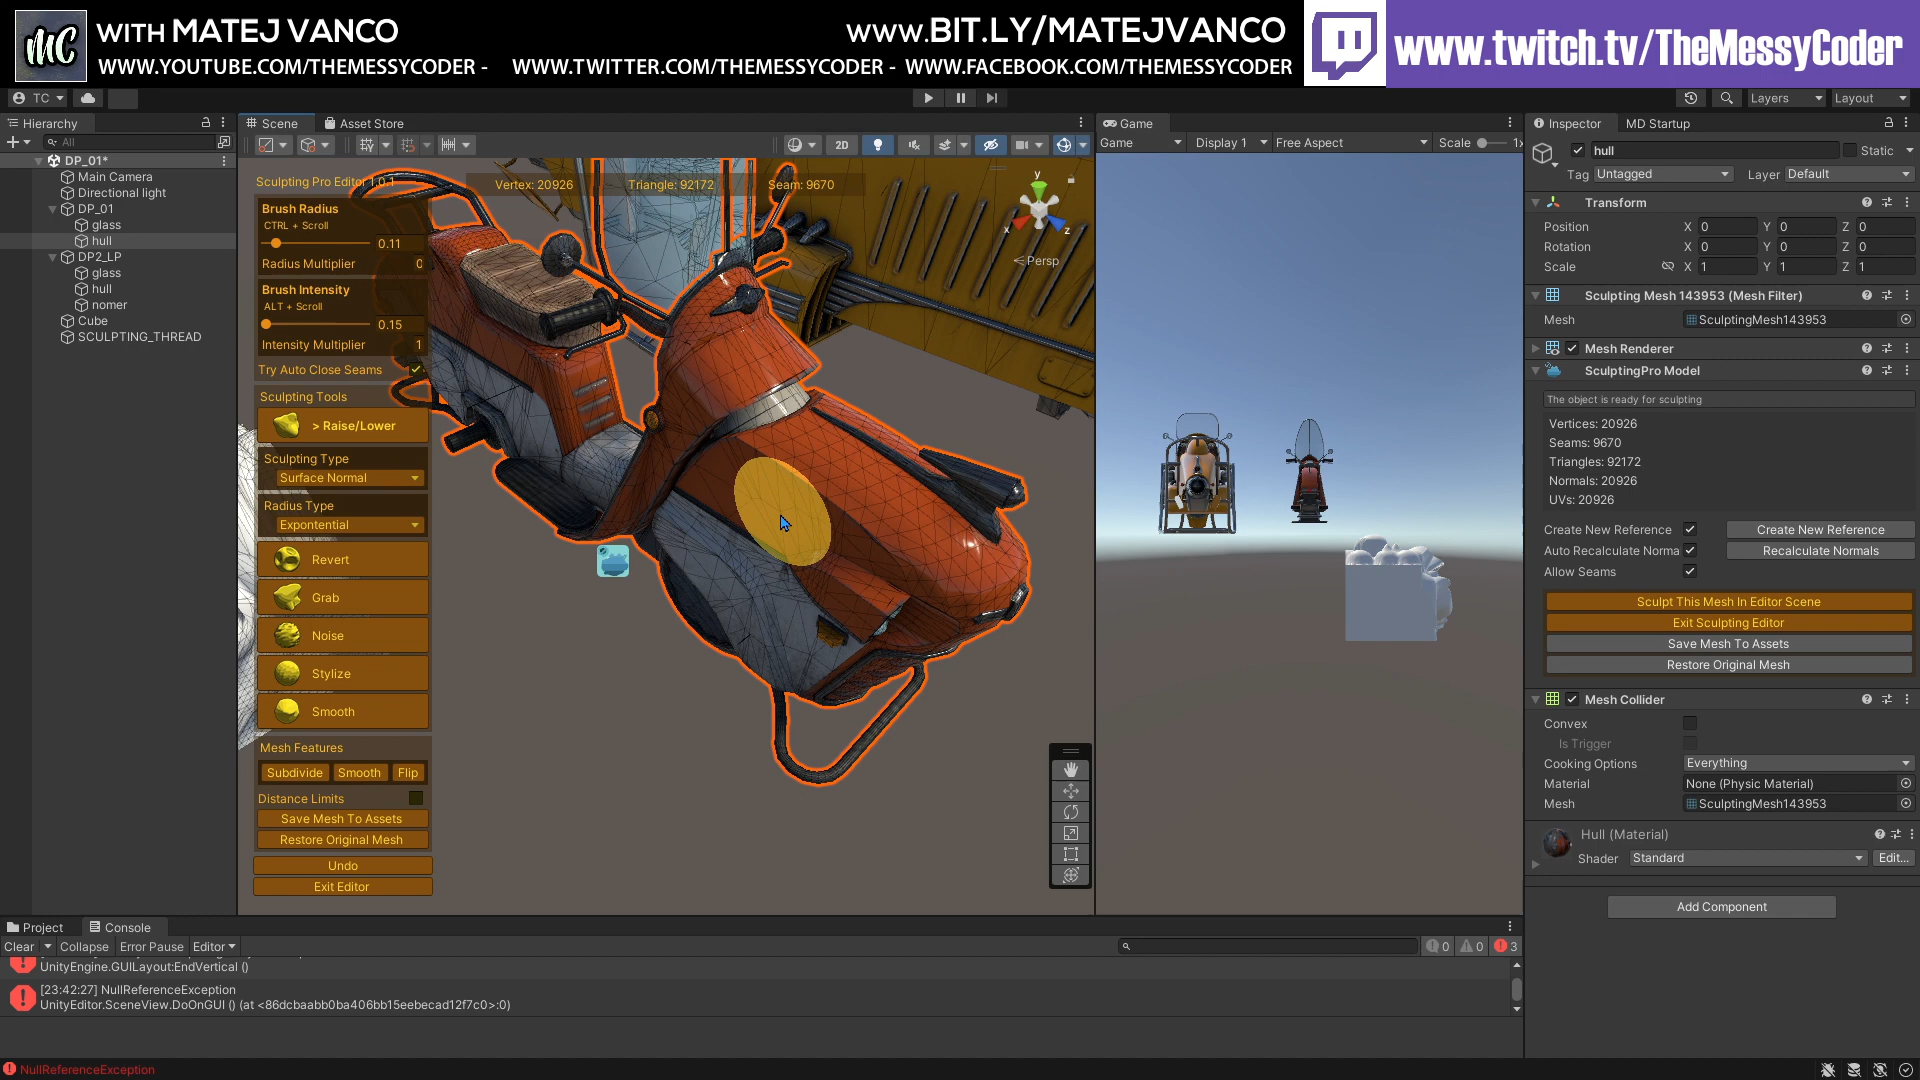 mc WITH MATEJ VANCO
WWW.BIT.LY/MATEJVANCO
WWW.YOUTUBE.COM/THEMESSYCODER - WWW.TWITTER.COM/THEMESSYCODER - WWW.FACEBOOK.COM/THEMESSYCODER
www.twitch.tv/TheMessyCoder
TC
Layers
Layout
Hierarchy
All
DP_01*
Main Camera
Directional light
DP_01
glass
hull
DP2_LP
glass
hull
nomer
Cube
SCULPTING_THREAD
Scene
Asset Store
2D
Sculpting Pro Editor 1.0.1
Vertex: 20926
Triangle: 92172
Seam: 9670
Brush Radius
CTRL + Scroll
0.11
Radius Multiplier 0
Brush Intensity
ALT + Scroll
0.15
Intensity Multiplier 1
Try Auto Close Seams
Sculpting Tools
> Raise/Lower
Sculpting Type
Surface Normal
Radius Type
Expontential
Revert
Grab
Noise
Stylize
Smooth
Mesh Features
Subdivide Smooth Flip
Distance Limits
Save Mesh To Assets
Restore Original Mesh
Undo
Exit Editor
y
x
z
Persp
Game
Game Display 1 Free Aspect Scale 1x
Inspector
MD Startup
hull
Static
Tag Untagged Layer Default
Transform
Position X 0 Y 0 Z 0
Rotation X 0 Y 0 Z 0
Scale X 1 Y 1 Z 1
Sculpting Mesh 143953 (Mesh Filter)
Mesh SculptingMesh143953
Mesh Renderer
SculptingPro Model
The object is ready for sculpting
Vertices: 20926
Seams: 9670
Triangles: 92172
Normals: 20926
UVs: 20926
Create New Reference Create New Reference
Auto Recalculate Norma Recalculate Normals
Allow Seams
Sculpt This Mesh In Editor Scene
Exit Sculpting Editor
Save Mesh To Assets
Restore Original Mesh
Mesh Collider
Convex
Is Trigger
Cooking Options Everything
Material None (Physic Material)
Mesh SculptingMesh143953
Hull (Material)
Shader Standard Edit...
Add Component
Project
Console
Clear Collapse Error Pause Editor
0 0 3
UnityEngine.GUILayout:EndVertical ()
[23:42:27] NullReferenceException
UnityEditor.SceneView.DoOnGUI () (at <86dcbaabb0ba406bb15eebecad12f7c0>:0)
NullReferenceException